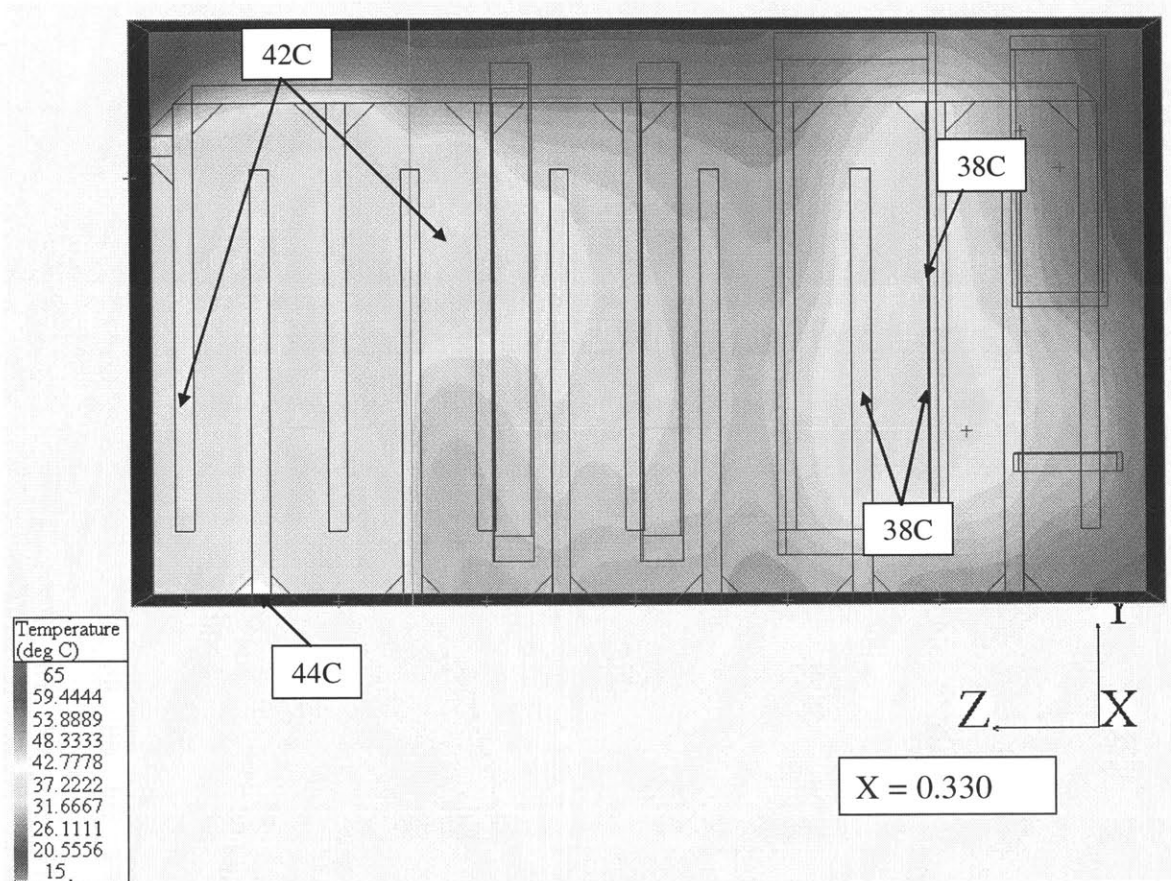 42C
38C
38C
44C
Temperature
(deg C)
65
59.4444
53.8889
48.3333
42.7778
37.2222
31.6667
26.1111
20.5556
15
Y
Z
X
X = 0.330